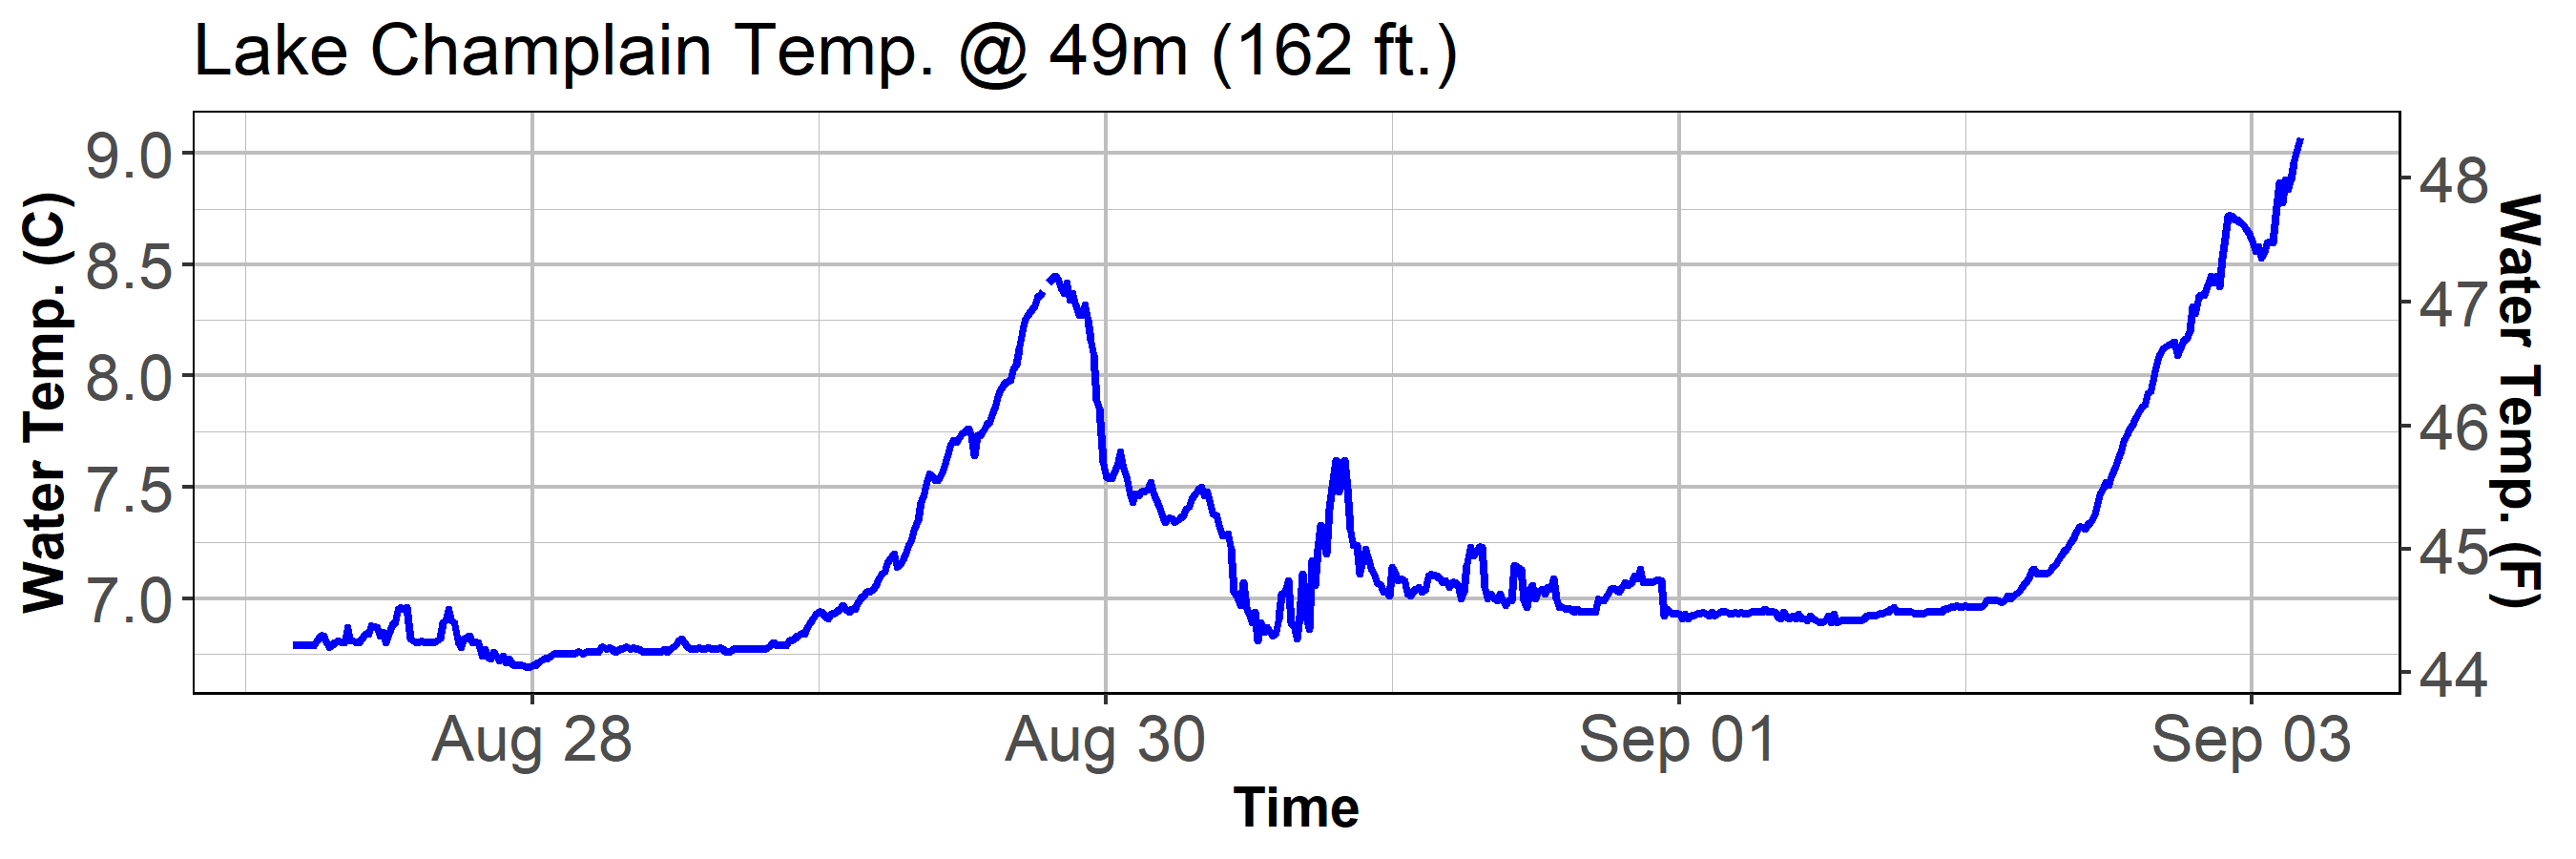 Lake Champlain Temp. @ 49m (162 ft.)
Water Temp. (C)
9.0
8.5
8.0
7.5
7.0
48
47
46
45
44
Water Temp. (F)
Aug 28
Aug 30
Sep 01
Sep 03
Time